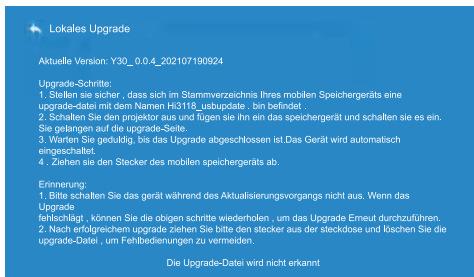 Lokales Upgrade
Aktuelle Version: Y30_ 0.0.4_202107190924
Upgrade-Schritte:
1. Stellen sie sicher , dass sich im Stammverzeichnis Ihres mobilen Speichergeräts eine
upgrade-datei mit dem Namen Hi3118_usbupdate . bin befindet .
2. Schalten Sie den projektor aus und fügen sie ihn ein das speichergerät und schalten sie es ein.
Sie gelangen auf die upgrade-Seite.
3. Warten Sie geduldig, bis das Upgrade abgeschlossen ist.Das Gerät wird automatisch
eingeschaltet.
4 . Ziehen sie den Stecker des mobilen speichergeräts ab.
Erinnerung:
1. Bitte schalten Sie das gerät während des Aktualisierungsvorgangs nicht aus. Wenn das
Upgrade
fehlschlägt , können Sie die obigen schritte wiederholen , um das Upgrade Erneut durchzuführen.
2. Nach erfolgreichem upgrade ziehen Sie bitte den stecker aus der steckdose und löschen Sie die
upgrade-Datei , um Fehlbedienungen zu vermeiden.
Die Upgrade-Datei wird nicht erkannt